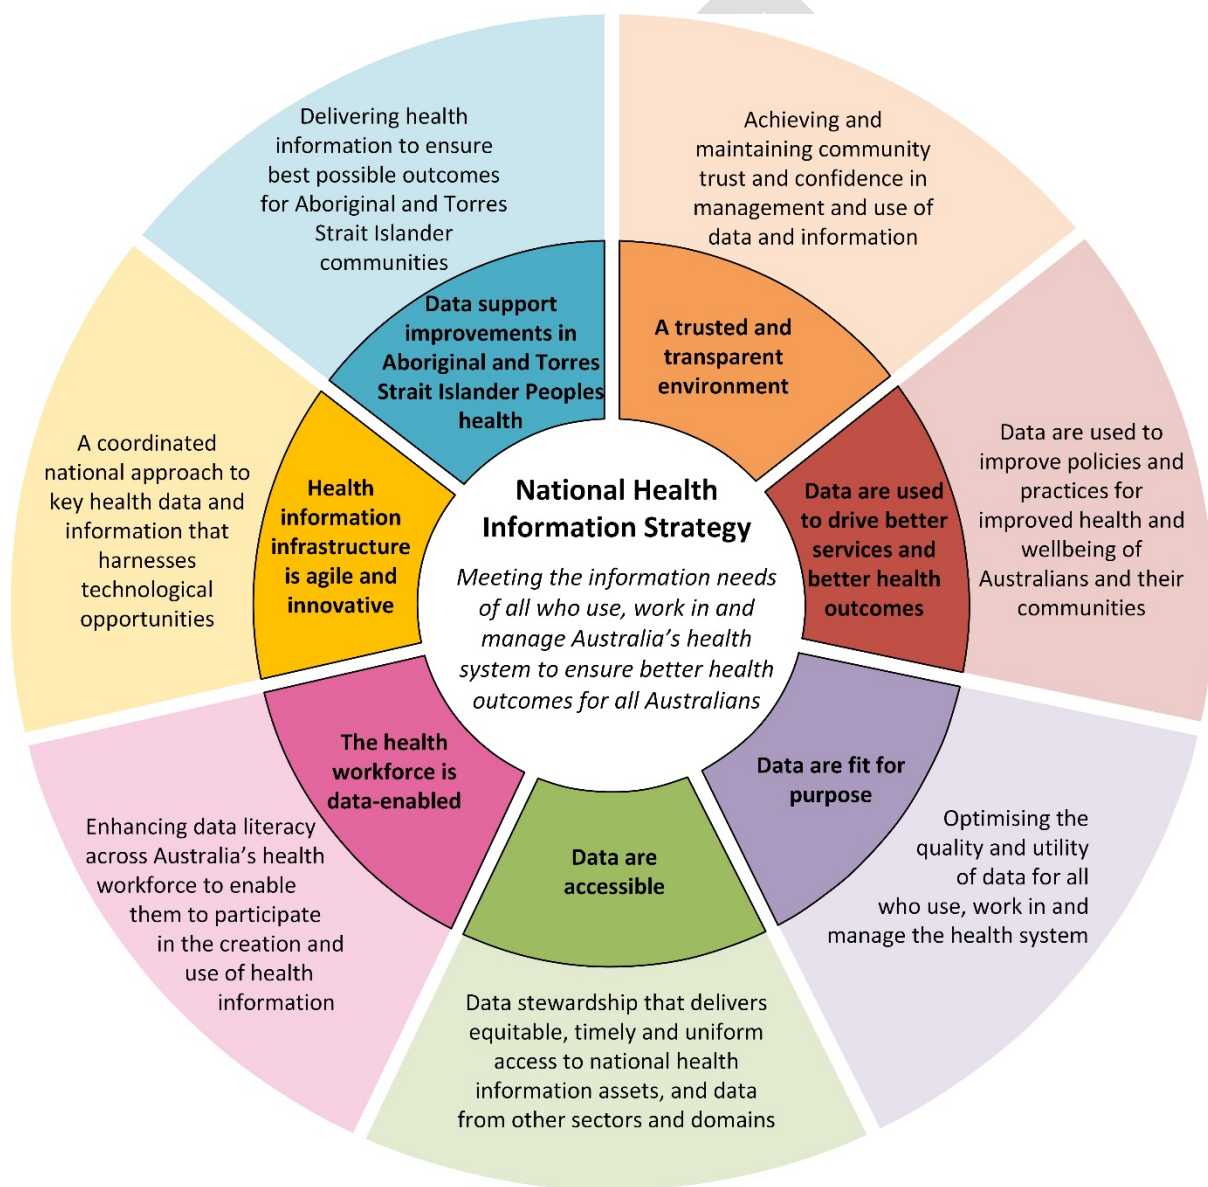 National Health
Information Strategy
Meeting the information needs
of all who use, work in and
manage Australia’s health
system to ensure better health
outcomes for all Australians
A trusted and
transparent
environment
Achieving and
maintaining community
trust and confidence in
management and use of
data and information
Data are used
to drive better
services and
better health
outcomes
Data are used to
improve policies and
practices for
improved health and
wellbeing of
Australians and their
communities
Data are fit for
purpose
Optimising the
quality and utility
of data for all
who use, work in and
manage the health system
Data are
accessible
Data stewardship that delivers
equitable, timely and uniform
access to national health
information assets, and data
from other sectors and domains
The health
workforce is
data-enabled
Enhancing data literacy
across Australia’s health
workforce to enable
them to participate
in the creation and
use of health
information
Health
information
infrastructure
is agile and
innovative
A coordinated
national approach to
key health data and
information that
harnesses
technological
opportunities
Data support
improvements in
Aboriginal and Torres
Strait Islander Peoples
health
Delivering health
information to ensure
best possible outcomes
for Aboriginal and Torres
Strait Islander
communities